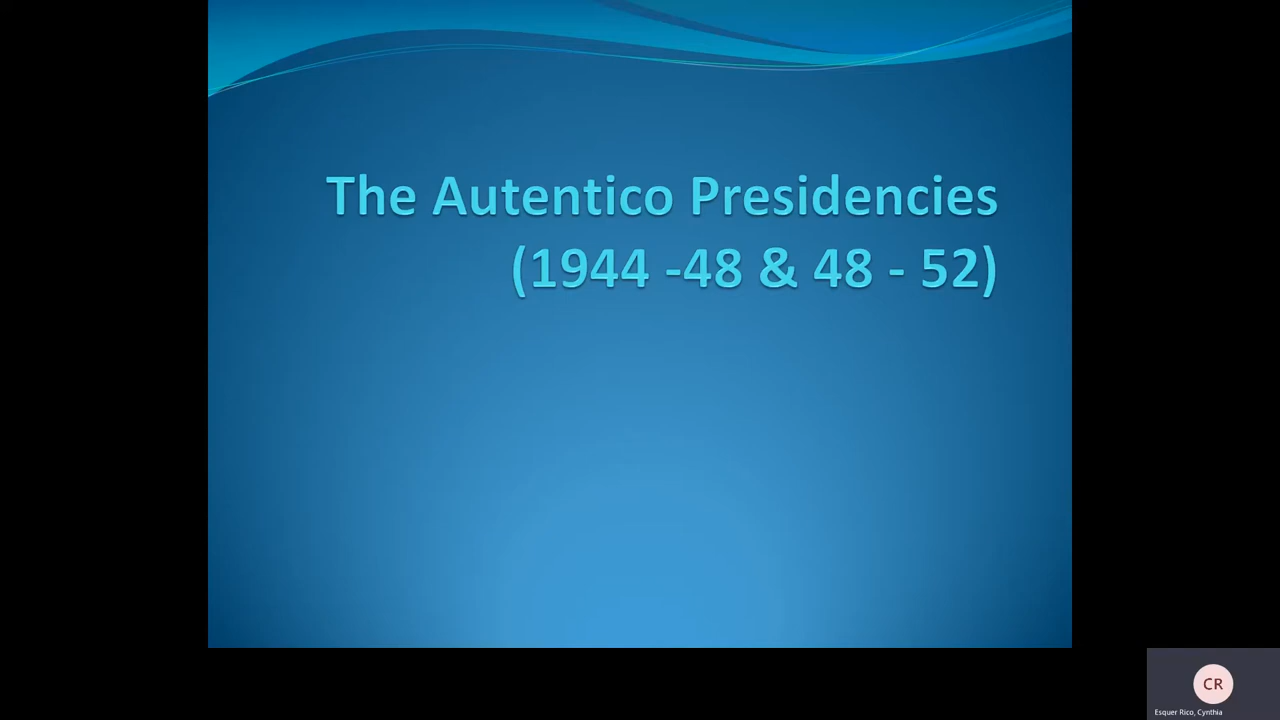 The Autentico Presidencies
(1944 -48 & 48 - 52)
CR
Esquer Rico, Cynthia